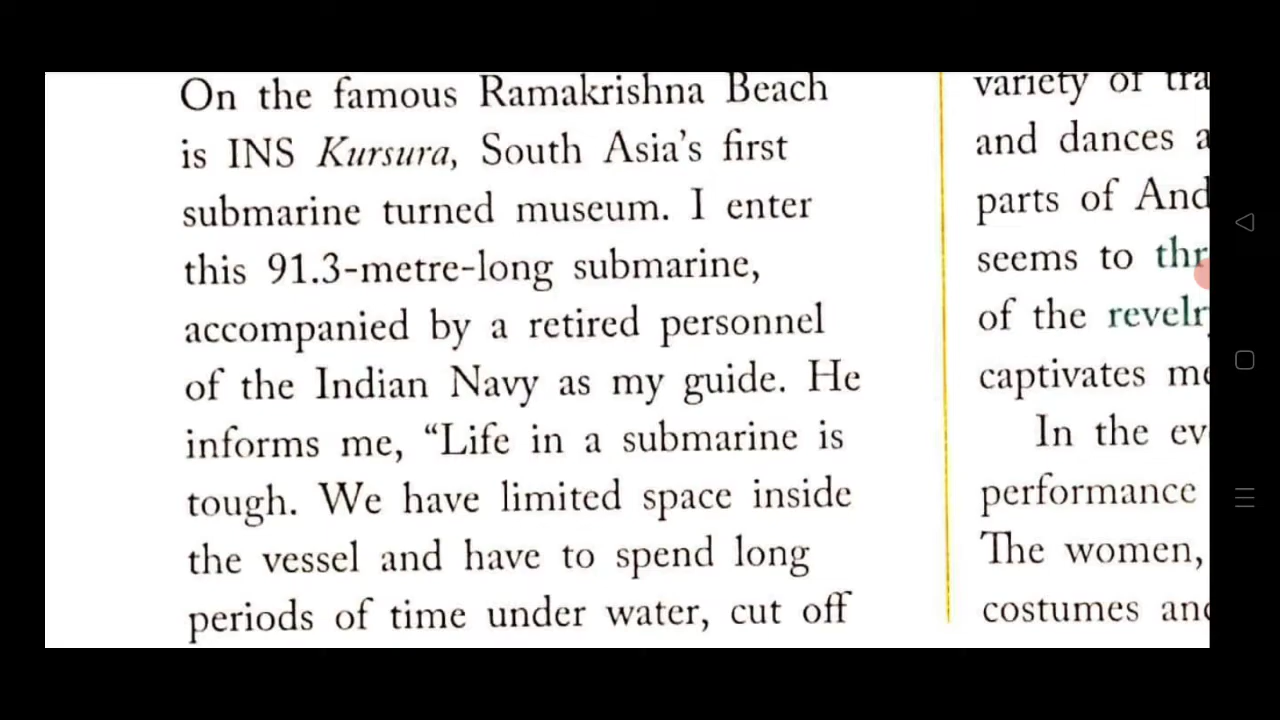 On the famous Ramakrishna Beach
is INS Kursura, South Asia's first
submarine turned museum. I enter
this 91.3-metre-long submarine,
accompanied by a retired personnel
of the Indian Navy as my guide. He
informs me, “Life in a submarine is
tough. We have limited space inside
the vessel and have to spend long
periods of time under water, cut off
variety of
and dances
parts of
seems to
of the
captivates
In the
performance
The women,
costumes